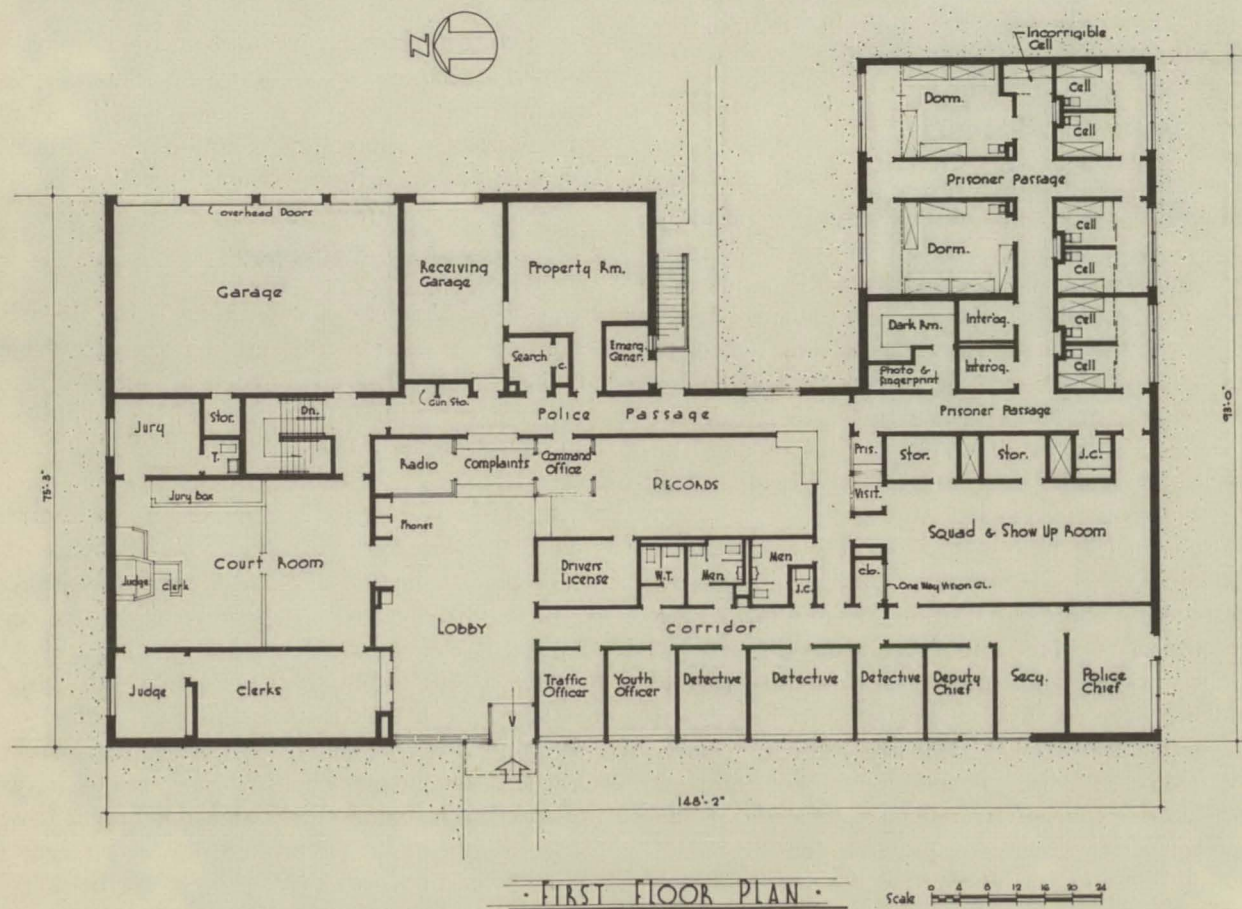 N
Incorrigible
Cell
Dorm.
Cell
Cell
Prisoner Passage
Overhead Doors
Garage
Receiving
Garage
Property Rm.
Dorm.
Cell
Cell
Search
C.
Emerg.
Gener.
Dark Rm.
Interog.
Cell
Photo &
Fingerprint
Interog.
Cell
93'-0"
Jury
Stor.
Dn.
Gun Sto.
Police Passage
Prisoner Passage
T.
Radio
Complaints
Command
Office
Records
Pris.
Stor.
Stor.
J.C.
75'-3"
Jury Box
Visit.
Phones
Court Room
Squad & Show Up Room
Judge
Clerk
Drivers
License
W.T.
Men
Men
J.C.
Clo.
One Way Vision GL.
Lobby
Corridor
Judge
Clerks
Traffic
Officer
Youth
Officer
Detective
Detective
Detective
Deputy
Chief
Secy.
Police
Chief
V
148'-2"
· FIRST FLOOR PLAN ·
Scale 0 4 8 12 16 20 24